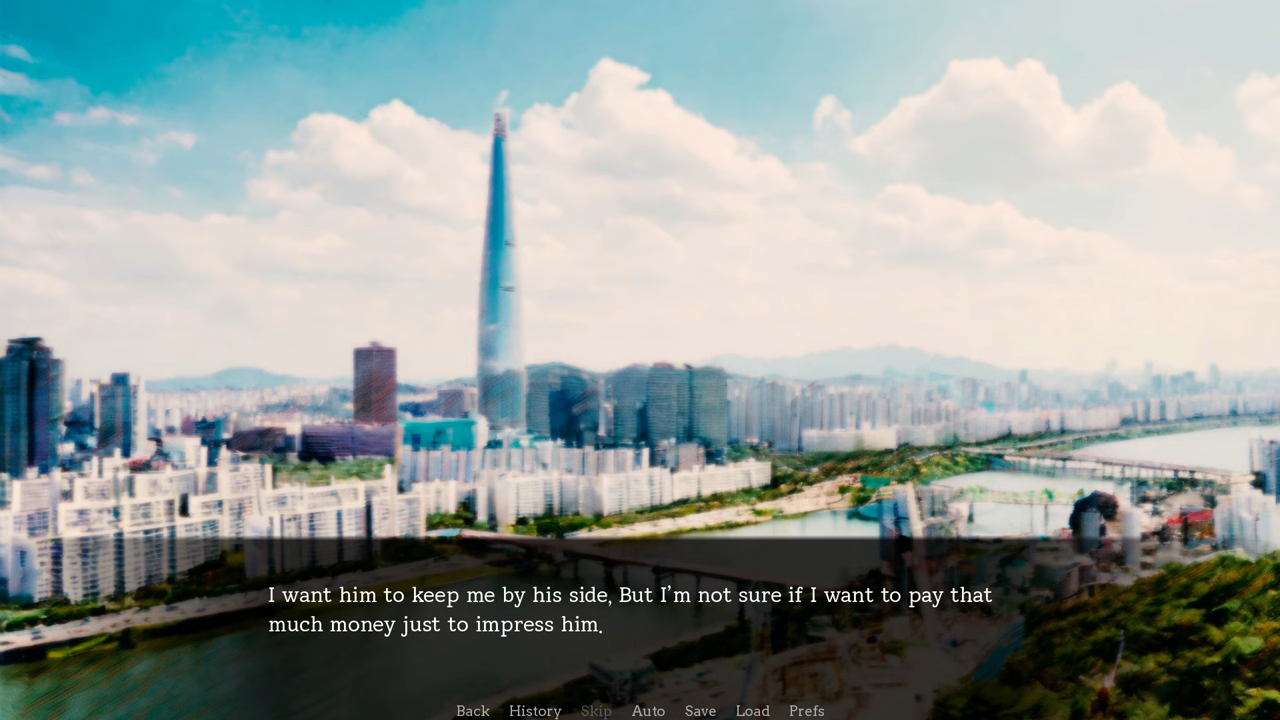 I want him to keep me by his side, But I'm not sure if I want to pay that
much money just to impress him.
Back History Skip Auto Save Load Prefs